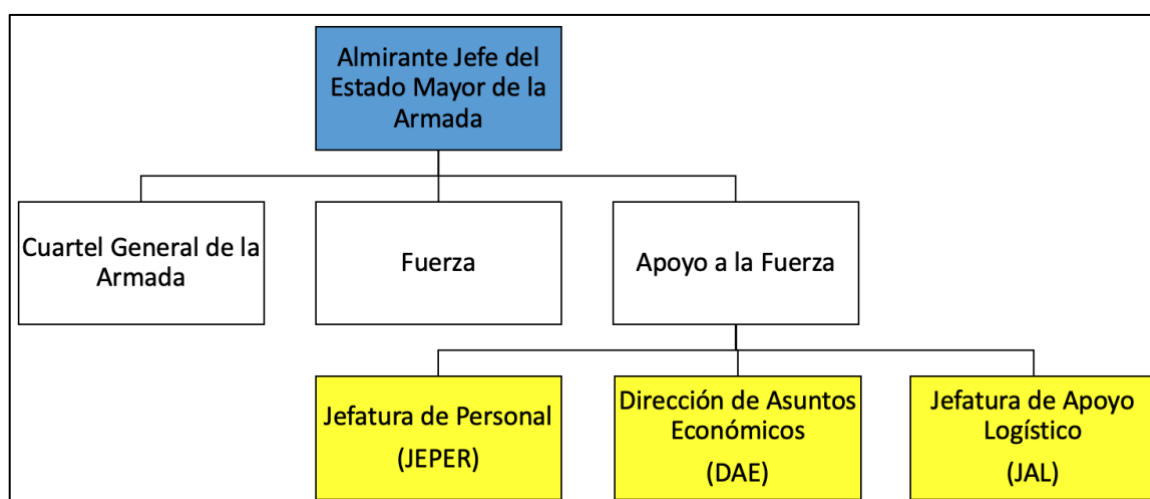 Almirante Jefe del
Estado Mayor de la
Armada
Cuartel General de la
Armada
Fuerza
Apoyo a la Fuerza
Jefatura de Personal
(JEPER)
Dirección de Asuntos
Económicos
(DAE)
Jefatura de Apoyo
Logístico
(JAL)